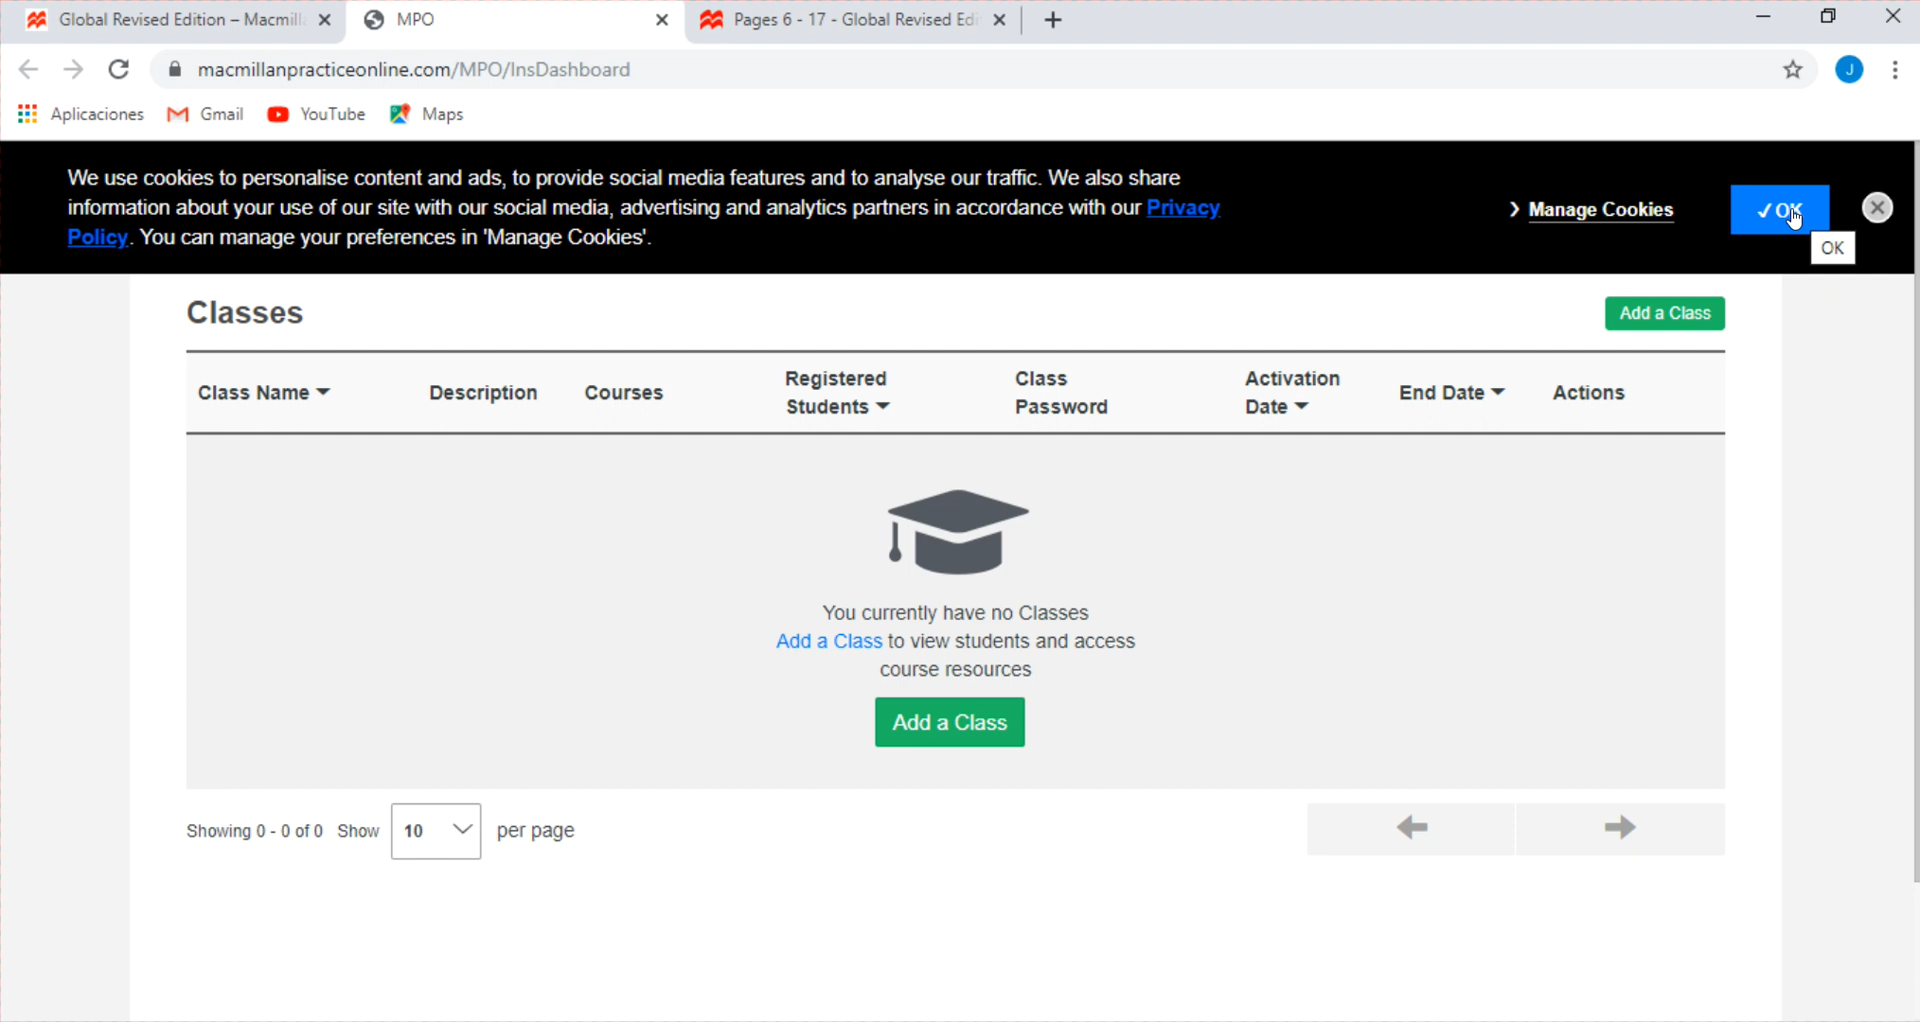 Global Revised Edition – Macmill
MPO
Pages 6 - 17 - Global Revised Edi
macmillanpracticeonline.com/MPO/InsDashboard
J
Aplicaciones
Gmail
YouTube
Maps
We use cookies to personalise content and ads, to provide social media features and to analyse our traffic. We also share
information about your use of our site with our social media, advertising and analytics partners in accordance with our Privacy
Policy. You can manage your preferences in 'Manage Cookies'.
Manage Cookies
✓OK
OK
Classes
Add a Class
Class Name
Description
Courses
Registered
Students
Class
Password
Activation
Date
End Date
Actions
You currently have no Classes
Add a Class to view students and access
course resources
Add a Class
Showing 0 - 0 of 0 Show 10 per page